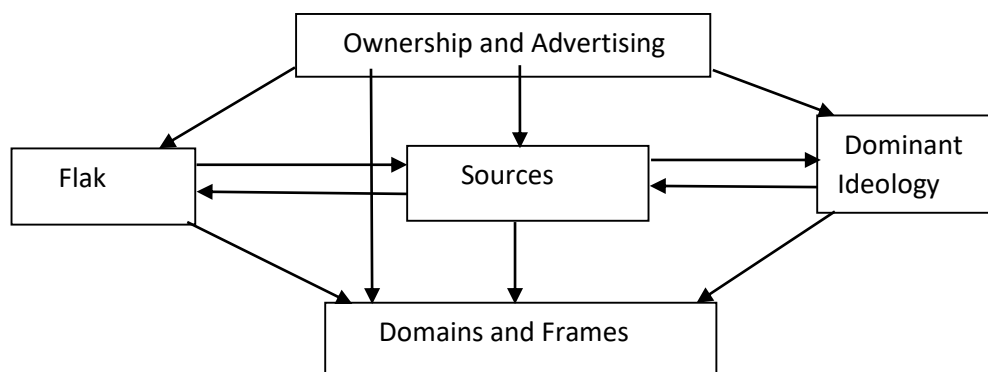 Ownership and Advertising
Flak
Sources
Dominant
Ideology
Domains and Frames